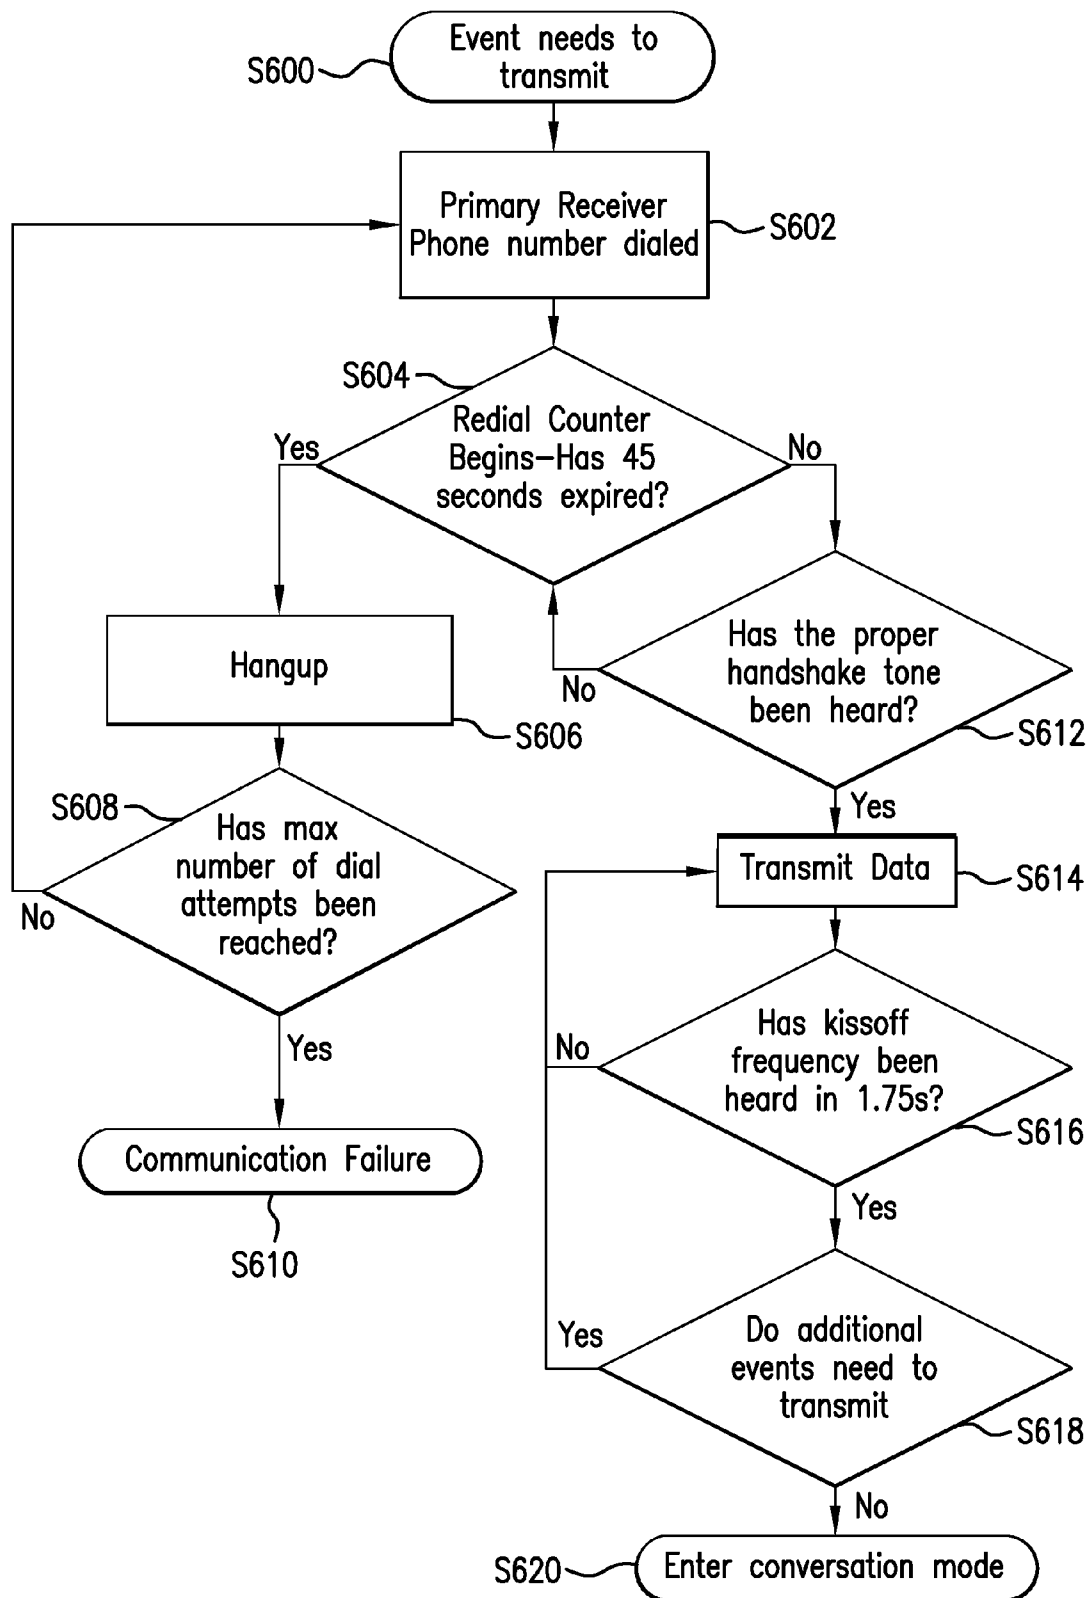 Event needs to
transmit
S600
Primary Receiver
Phone number dialed
S602
S604
Redial Counter
Begins-Has 45
seconds expired?
Yes
No
Hangup
S606
Has the proper
handshake tone
been heard?
No
S612
Yes
S608
Has max
number of dial
attempts been
reached?
No
Yes
Communication Failure
S610
Transmit Data
S614
Has kissoff
frequency been
heard in 1.75s?
No
S616
Yes
Do additional
events need to
transmit
Yes
S618
No
S620
Enter conversation mode